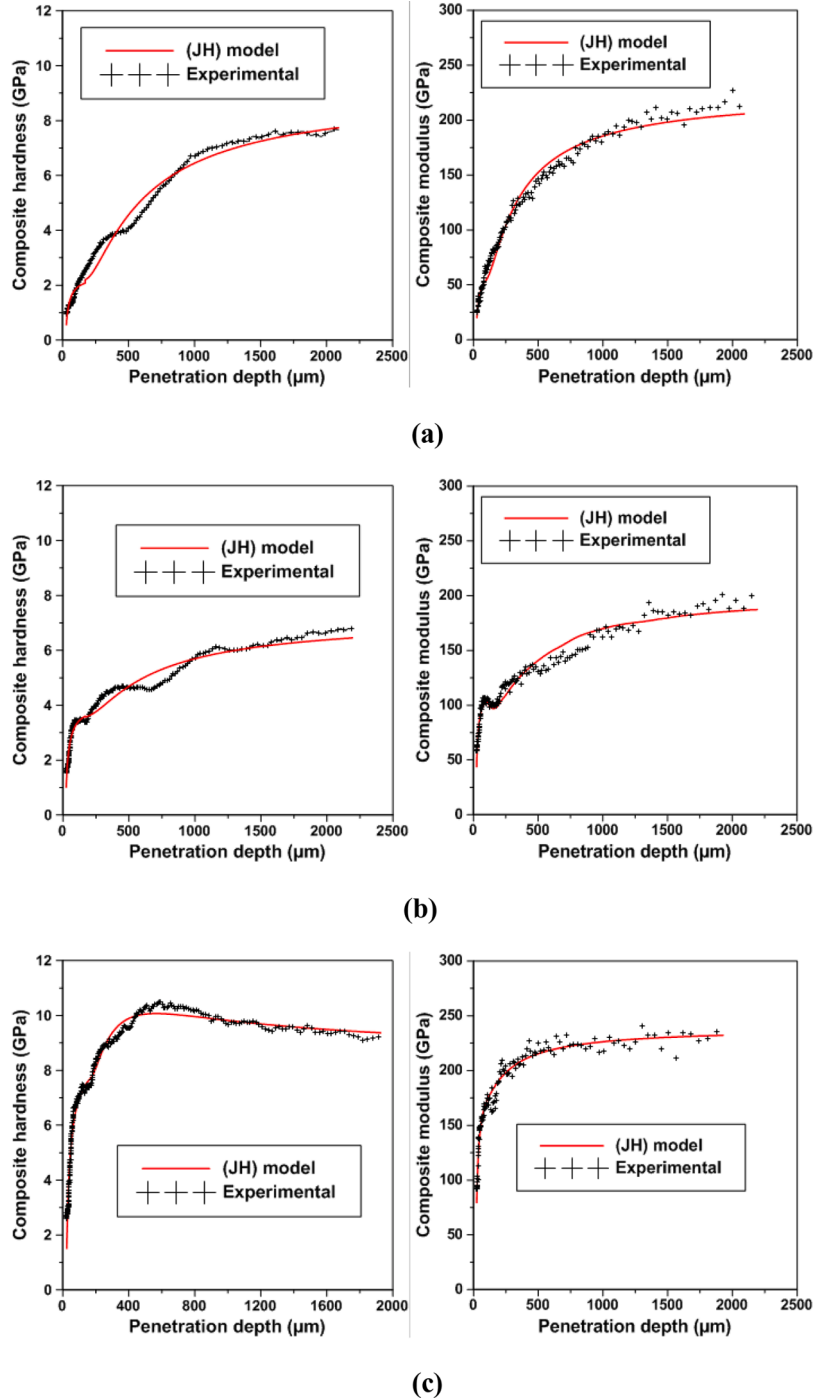 12
10
8
6
4
2
0
Composite hardness (GPa)
(JH) model
Experimental
0 500 1000 1500 2000 2500
Penetration depth (µm)
300
250
200
150
100
50
0
Composite modulus (GPa)
(JH) model
Experimental
0 500 1000 1500 2000 2500
Penetration depth (µm)
(a)
12
10
8
6
4
2
0
Composite hardness (GPa)
(JH) model
Experimental
0 500 1000 1500 2000 2500
Penetration depth (µm)
300
250
200
150
100
50
0
Composite modulus (GPa)
(JH) model
Experimental
0 500 1000 1500 2000 2500
Penetration depth (µm)
(b)
12
10
8
6
4
2
0
Composite hardness (GPa)
(JH) model
Experimental
0 400 800 1200 1600 2000
Penetration depth (µm)
300
250
200
150
100
50
0
Composite modulus (GPa)
(JH) model
Experimental
0 500 1000 1500 2000 2500
Penetration depth (µm)
(c)